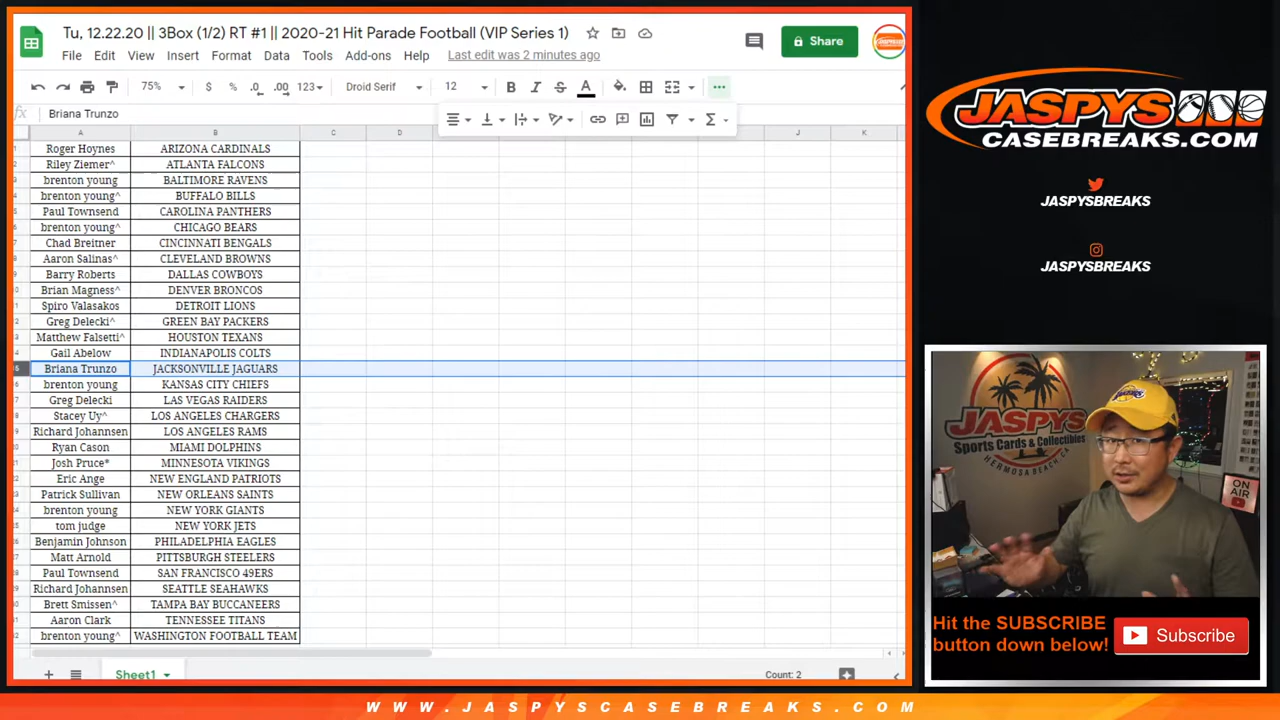 Tu, 12.22.20 || 3Box (1/2) RT #1 || 2020-21 Hit Parade Football (VIP Series 1)
File Edit View Insert Format Data Tools Add-ons Help Last edit was 2 minutes ago
Share
75% $ % .0 .00 123 Droid Serif 12 B I S A
fx Briana Trunzo
A B C D J K
Roger Hoynes ARIZONA CARDINALS
Riley Ziemer^ ATLANTA FALCONS
brenton young BALTIMORE RAVENS
brenton young^ BUFFALO BILLS
Paul Townsend CAROLINA PANTHERS
brenton young^ CHICAGO BEARS
Chad Breitner CINCINNATI BENGALS
Aaron Salinas^ CLEVELAND BROWNS
Barry Roberts DALLAS COWBOYS
Brian Magness^ DENVER BRONCOS
Spiro Valasakos DETROIT LIONS
Greg Delecki^ GREEN BAY PACKERS
Matthew Falsetti^ HOUSTON TEXANS
Gail Abelow INDIANAPOLIS COLTS
Briana Trunzo JACKSONVILLE JAGUARS
brenton young KANSAS CITY CHIEFS
Greg Delecki LAS VEGAS RAIDERS
Stacey Uy^ LOS ANGELES CHARGERS
Richard Johannsen LOS ANGELES RAMS
Ryan Cason MIAMI DOLPHINS
Josh Pruce* MINNESOTA VIKINGS
Eric Ange NEW ENGLAND PATRIOTS
Patrick Sullivan NEW ORLEANS SAINTS
brenton young NEW YORK GIANTS
tom judge NEW YORK JETS
Benjamin Johnson PHILADELPHIA EAGLES
Matt Arnold PITTSBURGH STEELERS
Paul Townsend SAN FRANCISCO 49ERS
Richard Johannsen SEATTLE SEAHAWKS
Brett Smissen^ TAMPA BAY BUCCANEERS
Aaron Clark TENNESSEE TITANS
brenton young^ WASHINGTON FOOTBALL TEAM
Sheet1 Count: 2
JASPYS
CASEBREAKS.COM
JASPYSBREAKS
JASPYSBREAKS
JASPYS
Sports Cards & Collectibles
HERMOSA BEACH, CA
ON AIR
Hit the SUBSCRIBE
button down below!
Subscribe
WWW.JASPYSCASEBREAKS.COM